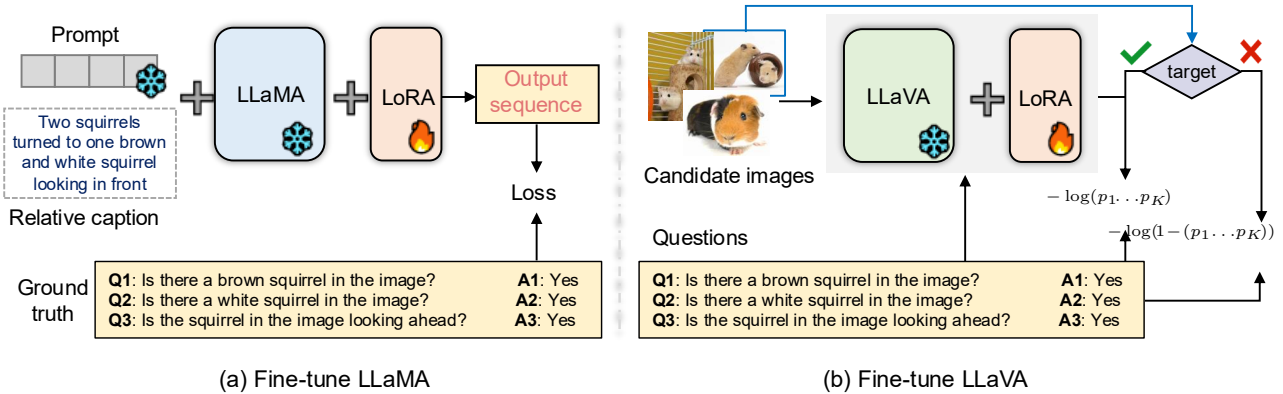 Prompt
Two squirrels
turned to one brown
and white squirrel
looking in front
Relative caption
LLaMA
LoRA
Output
sequence
Loss
Ground
truth
Q1: Is there a brown squirrel in the image? A1: Yes
Q2: Is there a white squirrel in the image? A2: Yes
Q3: Is the squirrel in the image looking ahead? A3: Yes
(a) Fine-tune LLaMA
Candidate images
LLaVA
LoRA
target
− log(p₁…p_K)
− log(1−(p₁…p_K))
Questions
Q1: Is there a brown squirrel in the image? A1: Yes
Q2: Is there a white squirrel in the image? A2: Yes
Q3: Is the squirrel in the image looking ahead? A3: Yes
(b) Fine-tune LLaVA